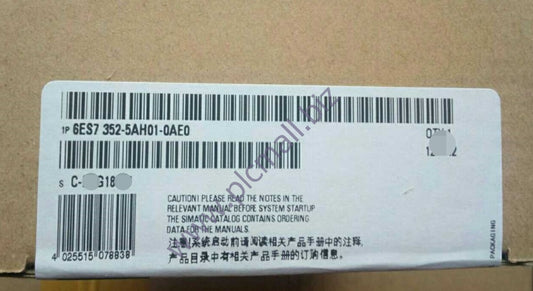 1P 6ES7 352-5AH01-0AE0
S C- G18
CAUTION! PLEASE READ THE NOTES IN THE
RELEVANT MANUAL BEFORE SYSTEM STARTUP
THE SIMATIC CATALOG CONTAINS ORDERING
DATA OF THE MANUALS.
注意!系统启动前请阅读相关产品手册中的注释,
产品目录中有相关产品手册的订购信息。
4 025515 078838
PACKAGING
www.plcmall.biz